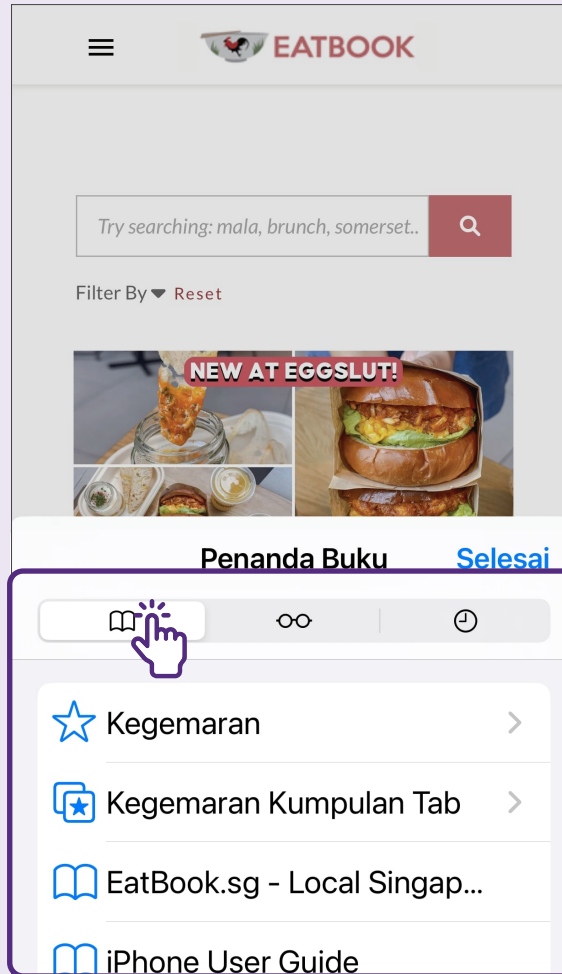 EATBOOK
Try searching: mala, brunch, somerset..
Filter By Reset
NEW AT EGGSLUT!
Penanda Buku Selesai
Kegemaran
Kegemaran Kumpulan Tab
EatBook.sg - Local Singap...
iPhone User Guide